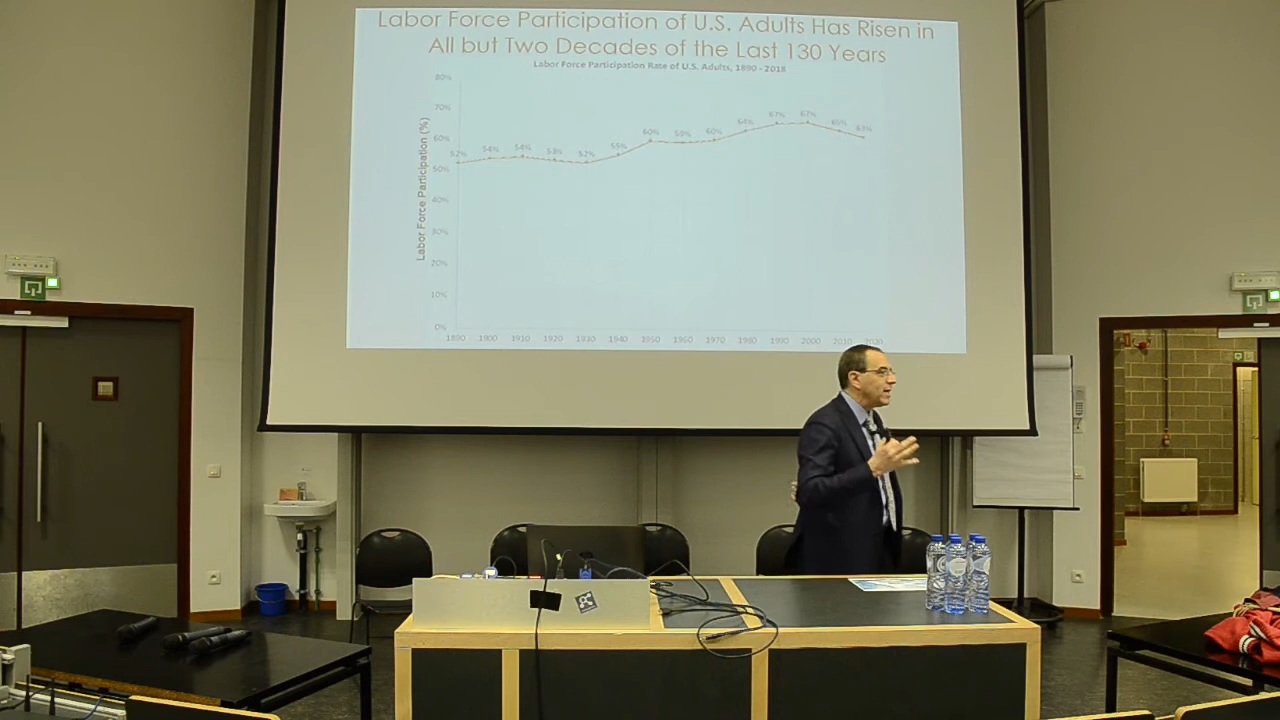 Labor Force Participation of U.S. Adults Has Risen in
All but Two Decades of the Last 130 Years
Labor Force Participation Rate of U.S. Adults, 1890 - 2018
Labor Force Participation (%)
80%
70%
60%
50%
40%
30%
20%
10%
0%
52% 54% 54% 53% 52% 55% 60% 59% 60% 64% 67% 67% 65% 63%
1890 1900 1910 1920 1930 1940 1950 1960 1970 1980 1990 2000 2010 2020